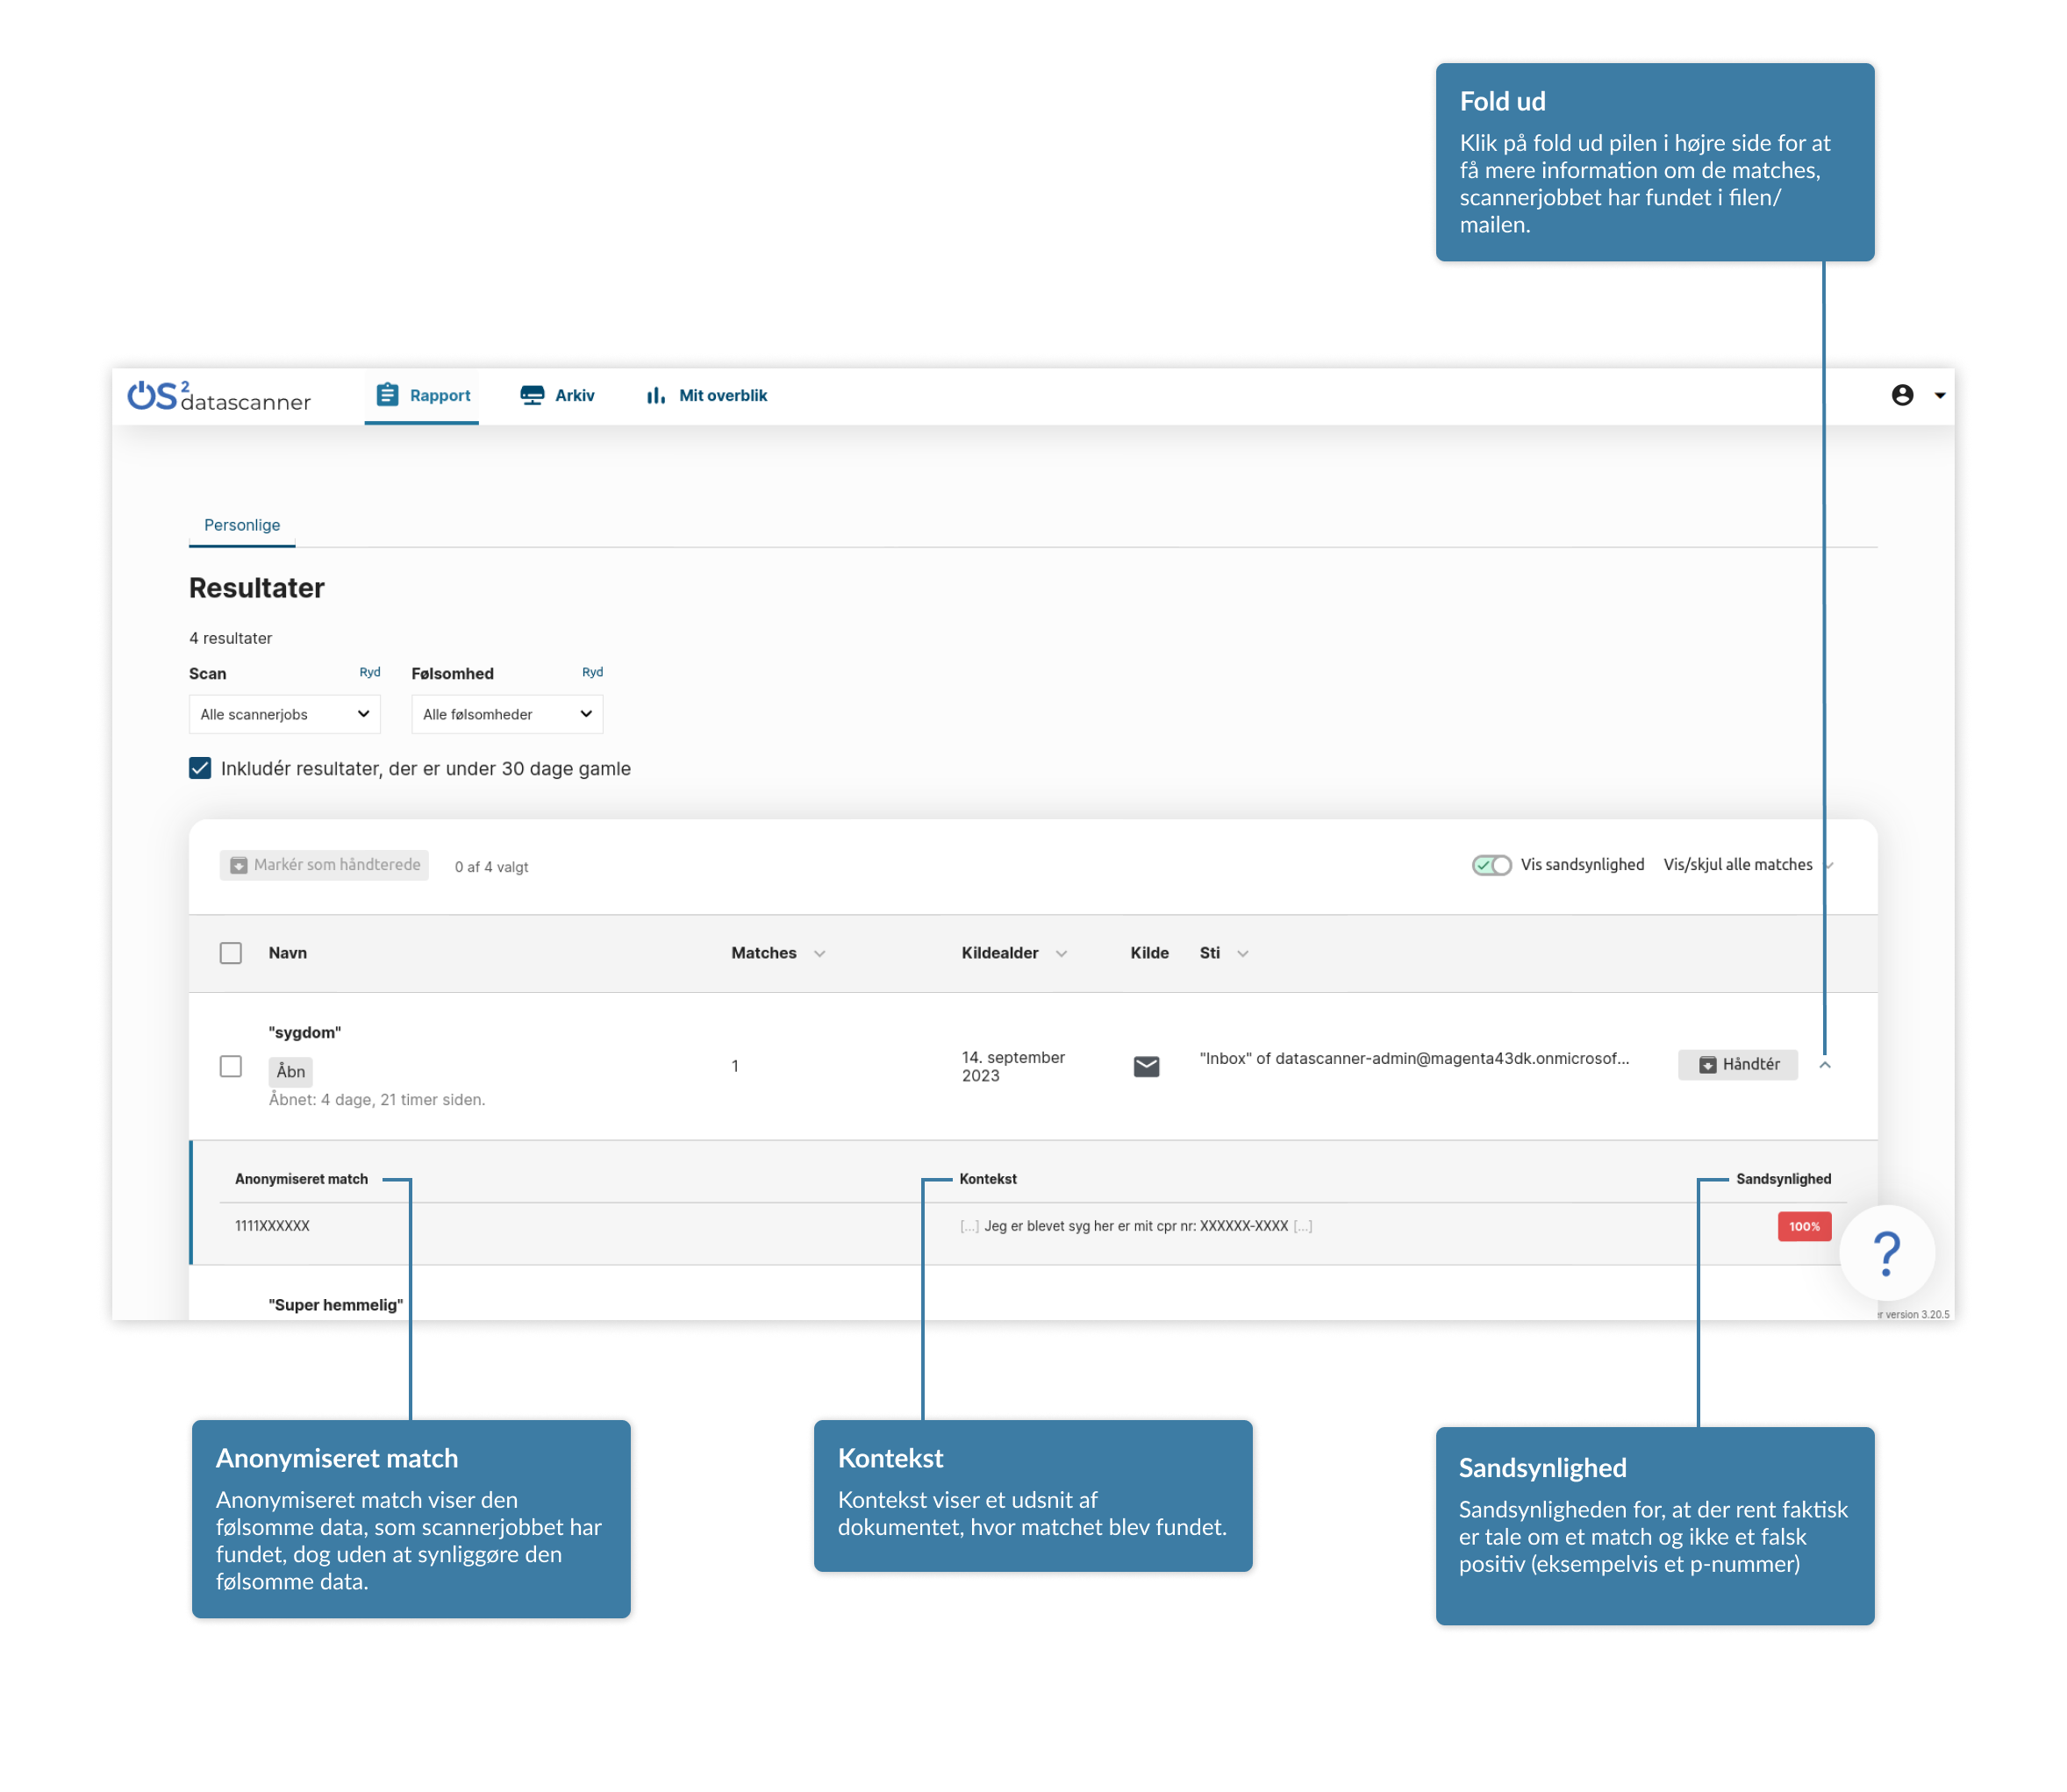 Fold ud
Klik på fold ud pilen i højre side for at
få mere information om de matches,
scannerjobbet har fundet i filen/
mailen.
OS2 datascanner
Rapport
Arkiv
Mit overblik
Personlige
Resultater
4 resultater
Scan Ryd Følsomhed Ryd
Alle scannerjobs Alle følsomheder
Inkludér resultater, der er under 30 dage gamle
Markér som håndterede 0 af 4 valgt Vis sandsynlighed Vis/skjul alle matches
Navn Matches Kildealder Kilde Sti
"sygdom"
Åbn
Åbnet: 4 dage, 21 timer siden.
1
14. september
2023
"Inbox" of datascanner-admin@magenta43dk.onmicrosof...
Håndtér
Anonymiseret match Kontekst Sandsynlighed
1111XXXXXX [...] Jeg er blevet syg her er mit cpr nr: XXXXXX-XXXX [...] 100%
?
"Super hemmelig"
version 3.20.5
Anonymiseret match
Anonymiseret match viser den
følsomme data, som scannerjobbet har
fundet, dog uden at synliggøre den
følsomme data.
Kontekst
Kontekst viser et udsnit af
dokumentet, hvor matchet blev fundet.
Sandsynlighed
Sandsynligheden for, at der rent faktisk
er tale om et match og ikke et falsk
positiv (eksempelvis et p-nummer)